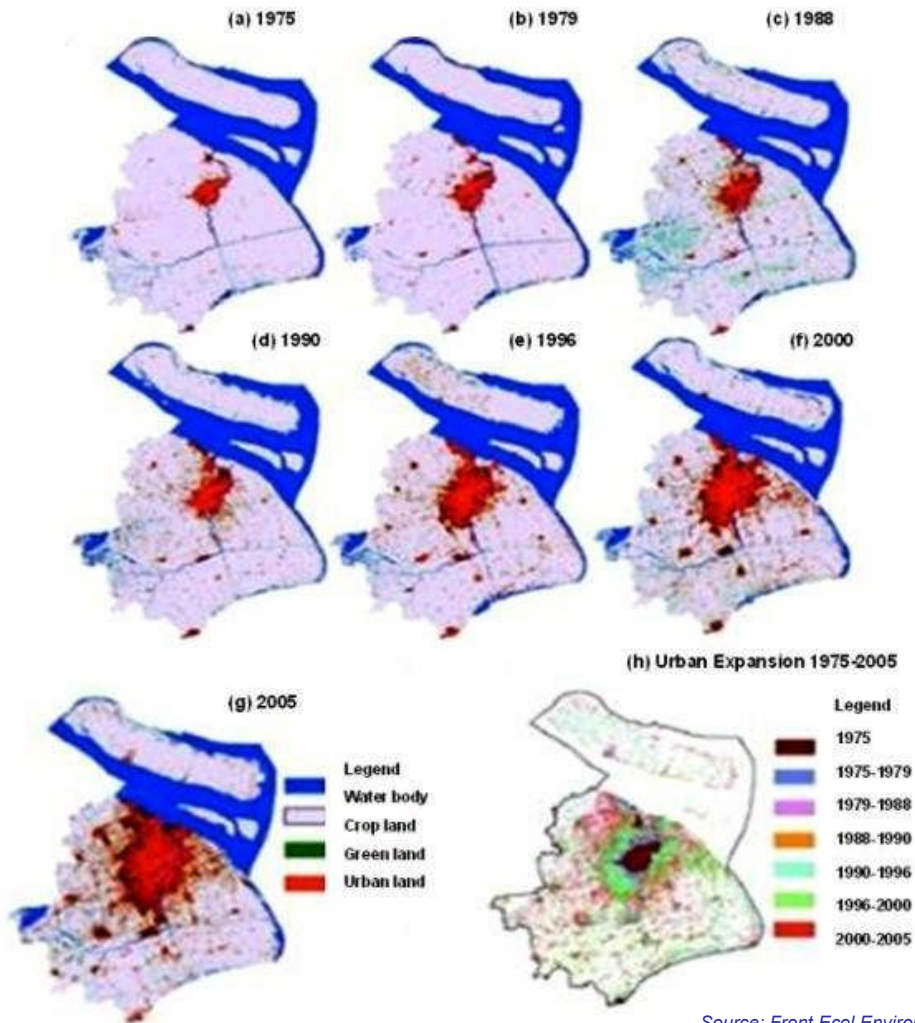 (a) 1975
(b) 1979
(c) 1988
(d) 1990
(e) 1996
(f) 2000
(g) 2005
Legend
Water body
Crop land
Green land
Urban land
(h) Urban Expansion 1975-2005
Legend
1975
1975-1979
1979-1988
1988-1990
1990-1996
1996-2000
2000-2005
Source: Front Ecol Enviro